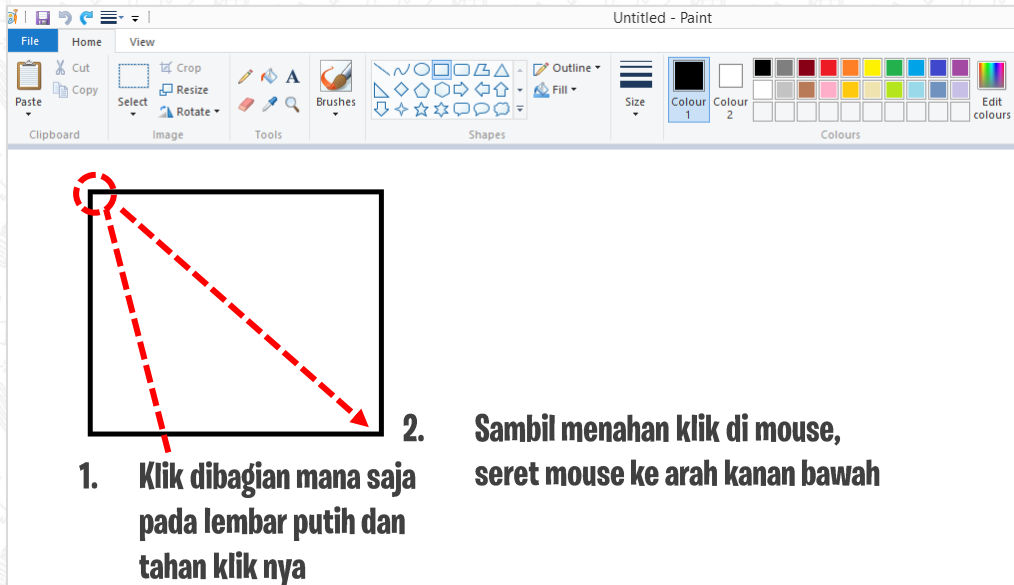 Untitled - Paint
File Home View
Paste
Cut
Copy
Clipboard
Select
Crop
Resize
Rotate
Image
A
Tools
Brushes
Outline
Fill
Shapes
Size
Colour 1
Colour 2
Edit colours
Colours
1. Klik dibagian mana saja
pada lembar putih dan
tahan klik nya
2. Sambil menahan klik di mouse,
seret mouse ke arah kanan bawah